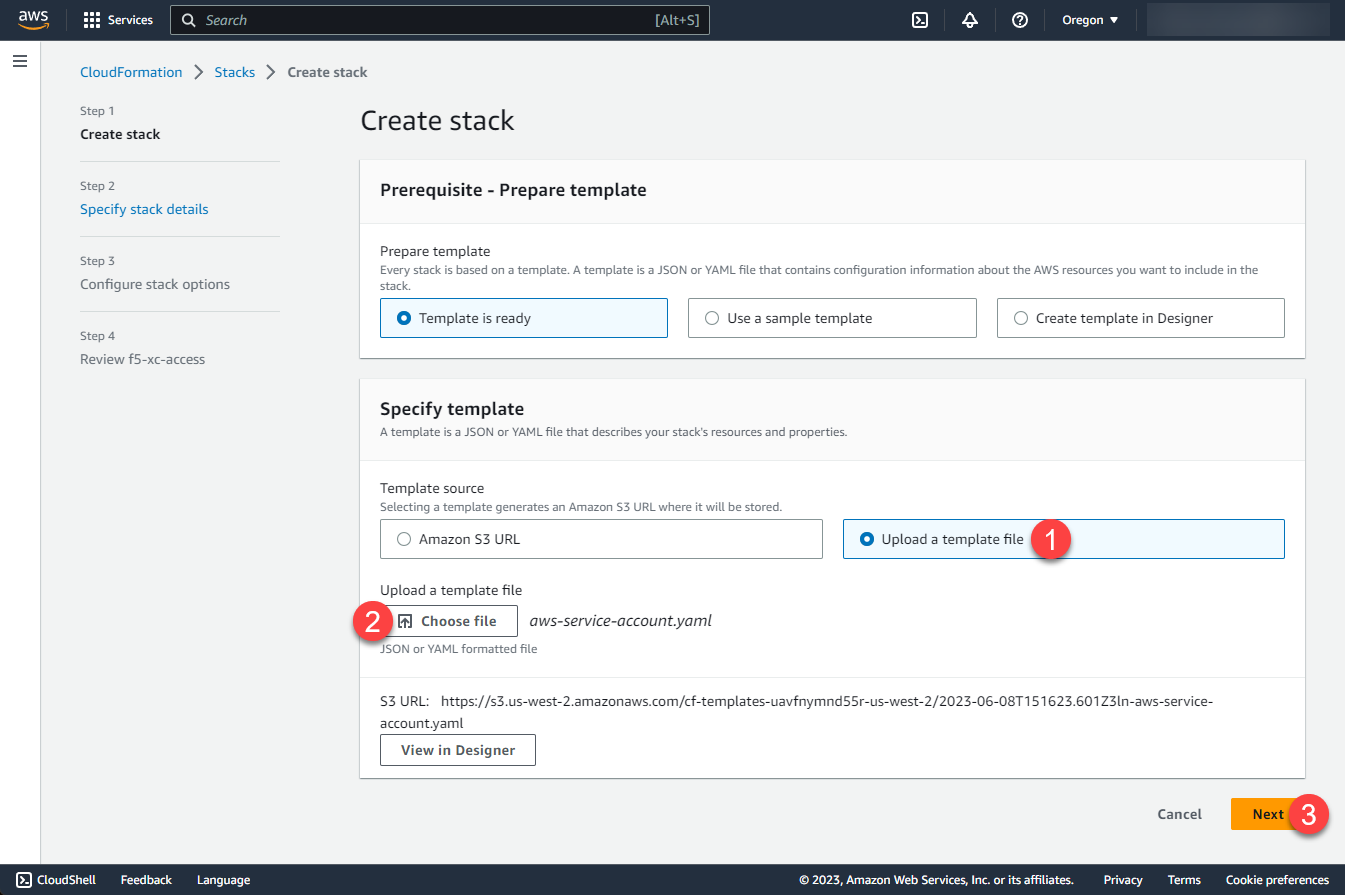 aws
Services
Search
[Alt+S]
Oregon
CloudFormation
Stacks
Create stack
Step 1
Create stack
Step 2
Specify stack details
Step 3
Configure stack options
Step 4
Review f5-xc-access
Create stack
Prerequisite - Prepare template
Prepare template
Every stack is based on a template. A template is a JSON or YAML file that contains configuration information about the AWS resources you want to include in the
stack.
Template is ready
Use a sample template
Create template in Designer
Specify template
A template is a JSON or YAML file that describes your stack's resources and properties.
Template source
Selecting a template generates an Amazon S3 URL where it will be stored.
Amazon S3 URL
Upload a template file
1
Upload a template file
2
Choose file
aws-service-account.yaml
JSON or YAML formatted file
S3 URL: https://s3.us-west-2.amazonaws.com/cf-templates-uavfnymnd55r-us-west-2/2023-06-08T151623.601Z3ln-aws-service-
account.yaml
View in Designer
Cancel
Next
3
CloudShell
Feedback
Language
© 2023, Amazon Web Services, Inc. or its affiliates.
Privacy
Terms
Cookie preferences